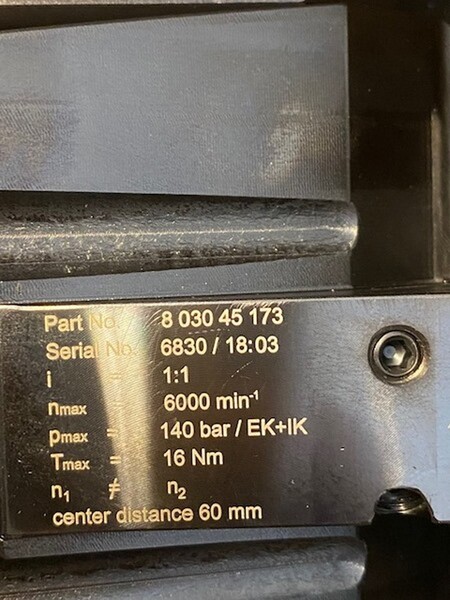 Part No. 8 030 45 173
Serial No. 6830 / 18:03
i = 1:1
nmax = 6000 min⁻¹
pmax = 140 bar / EK+IK
Tmax = 16 Nm
n₁ ≠ n₂
center distance 60 mm